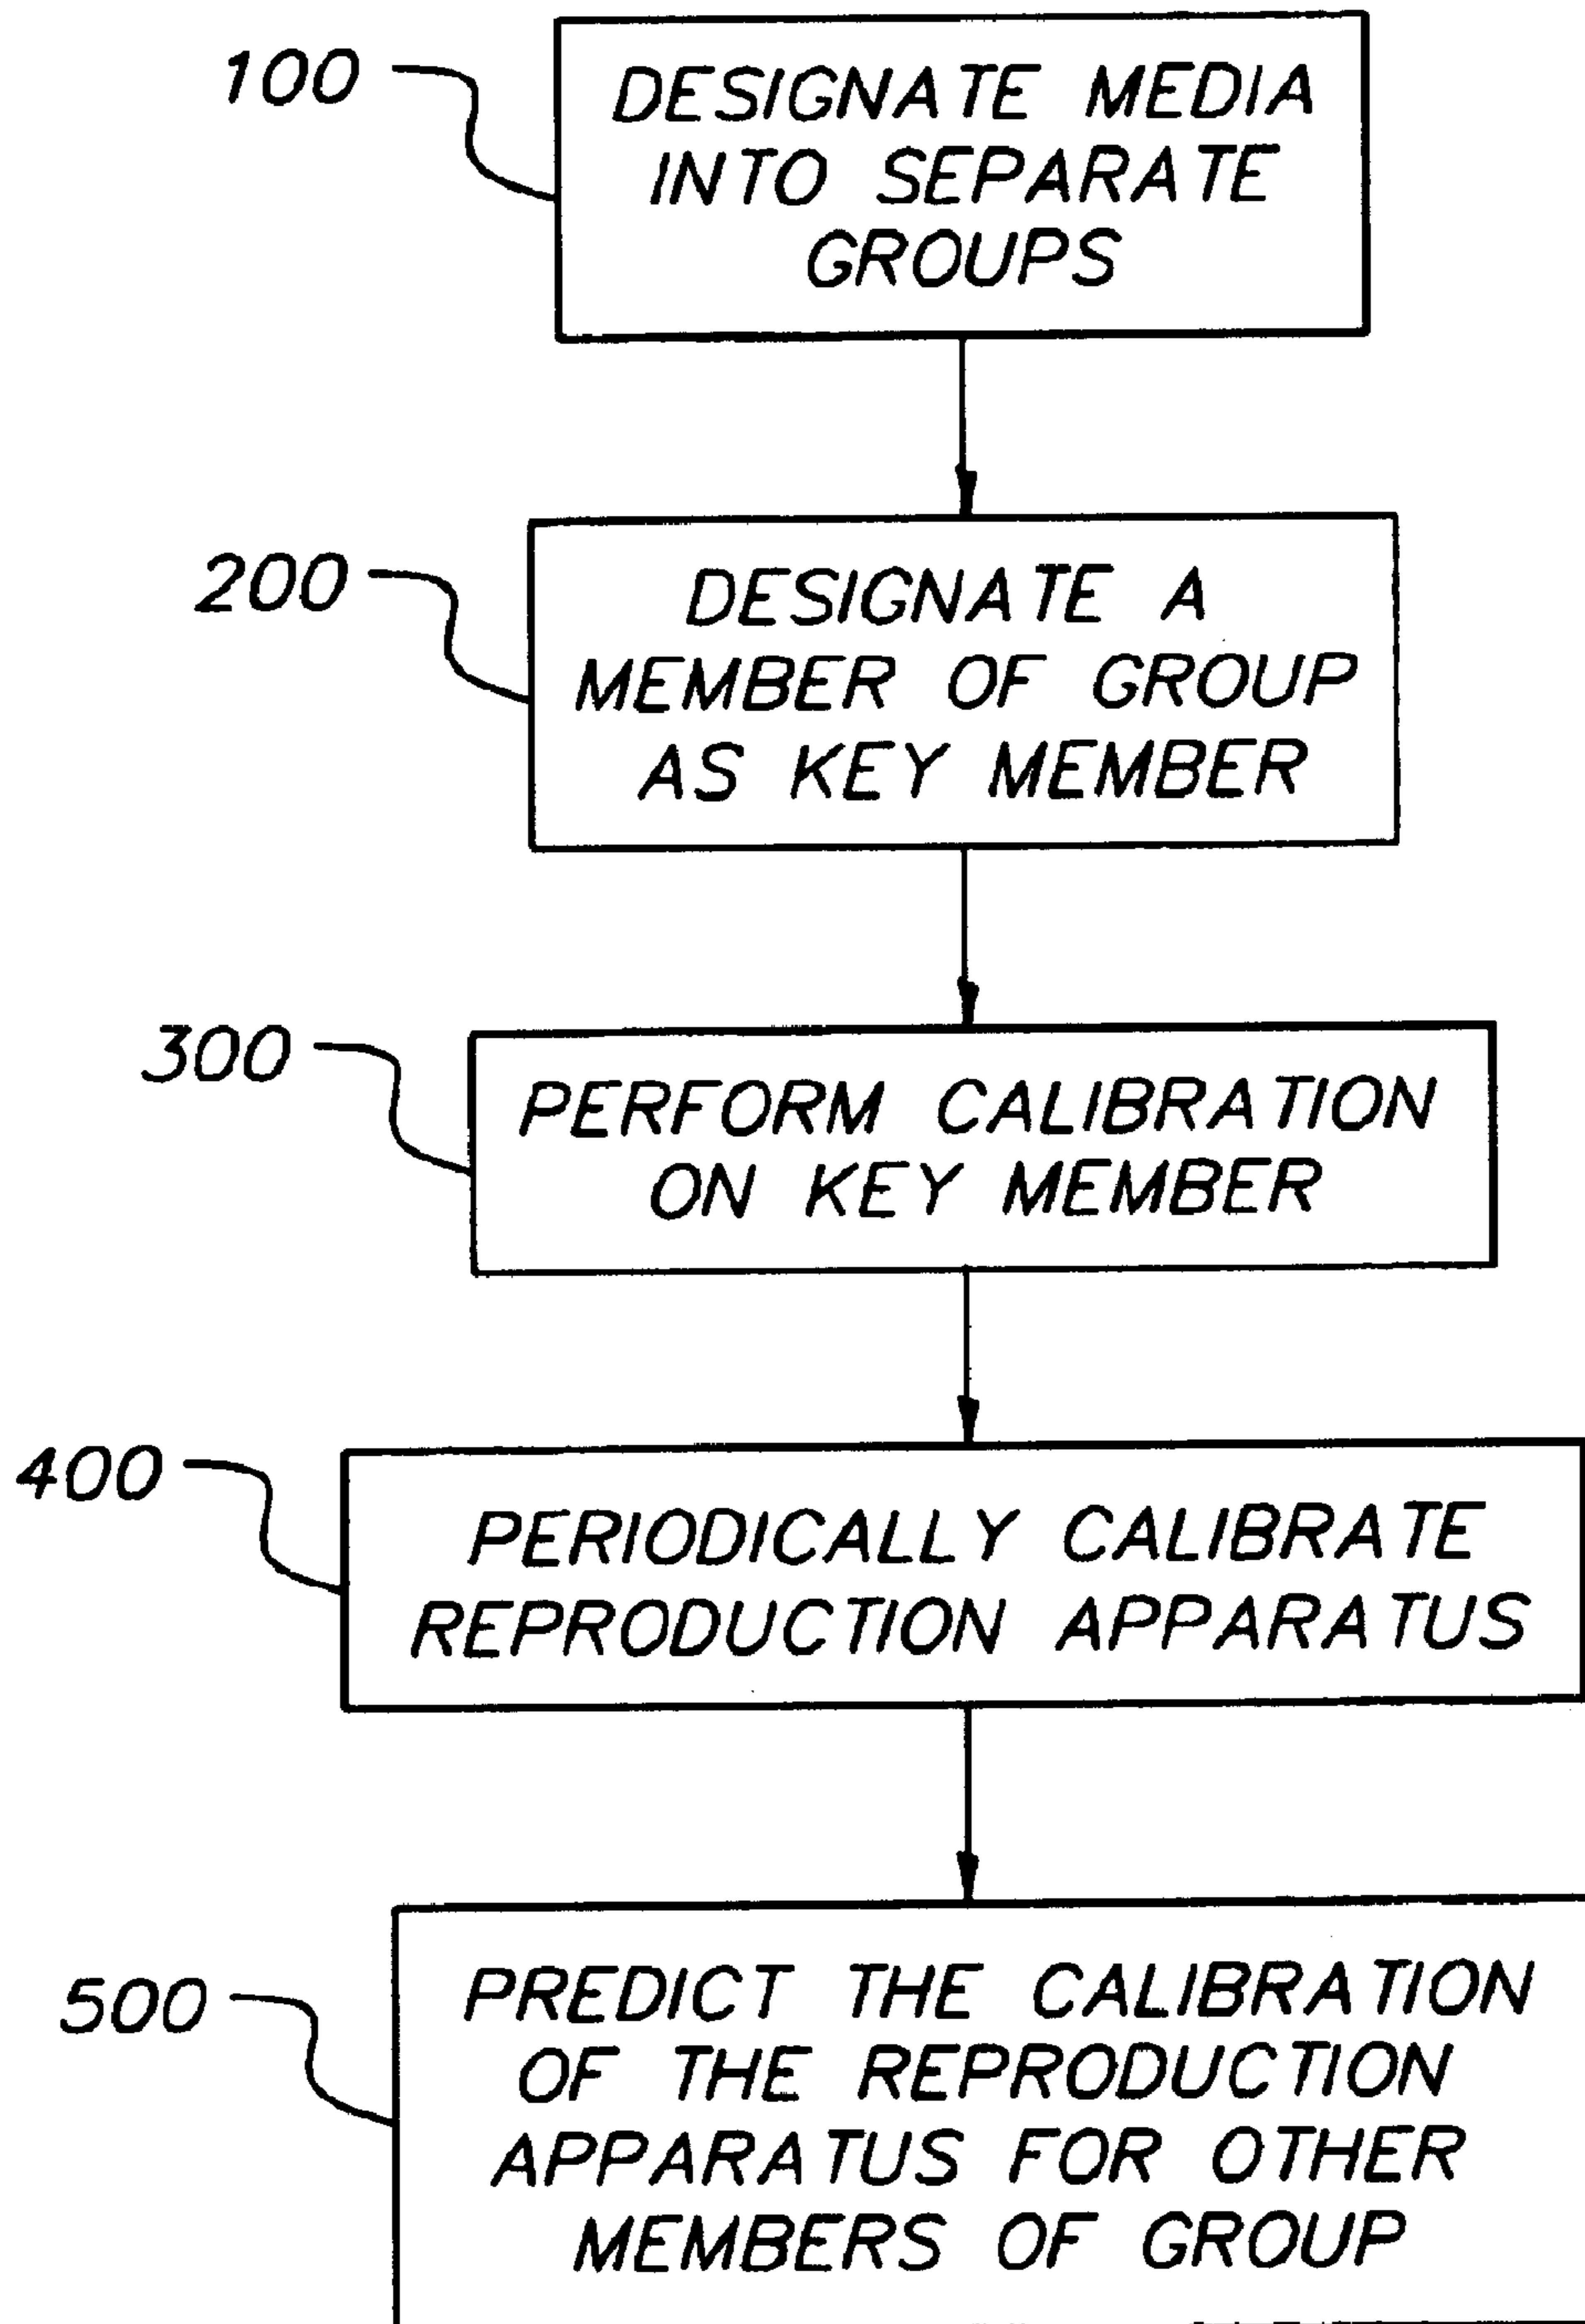 100
DESIGNATE MEDIA
INTO SEPARATE
GROUPS
200
DESIGNATE A
MEMBER OF GROUP
AS KEY MEMBER
300
PERFORM CALIBRATION
ON KEY MEMBER
400
PERIODICALLY CALIBRATE
REPRODUCTION APPARATUS
500
PREDICT THE CALIBRATION
OF THE REPRODUCTION
APPARATUS FOR OTHER
MEMBERS OF GROUP